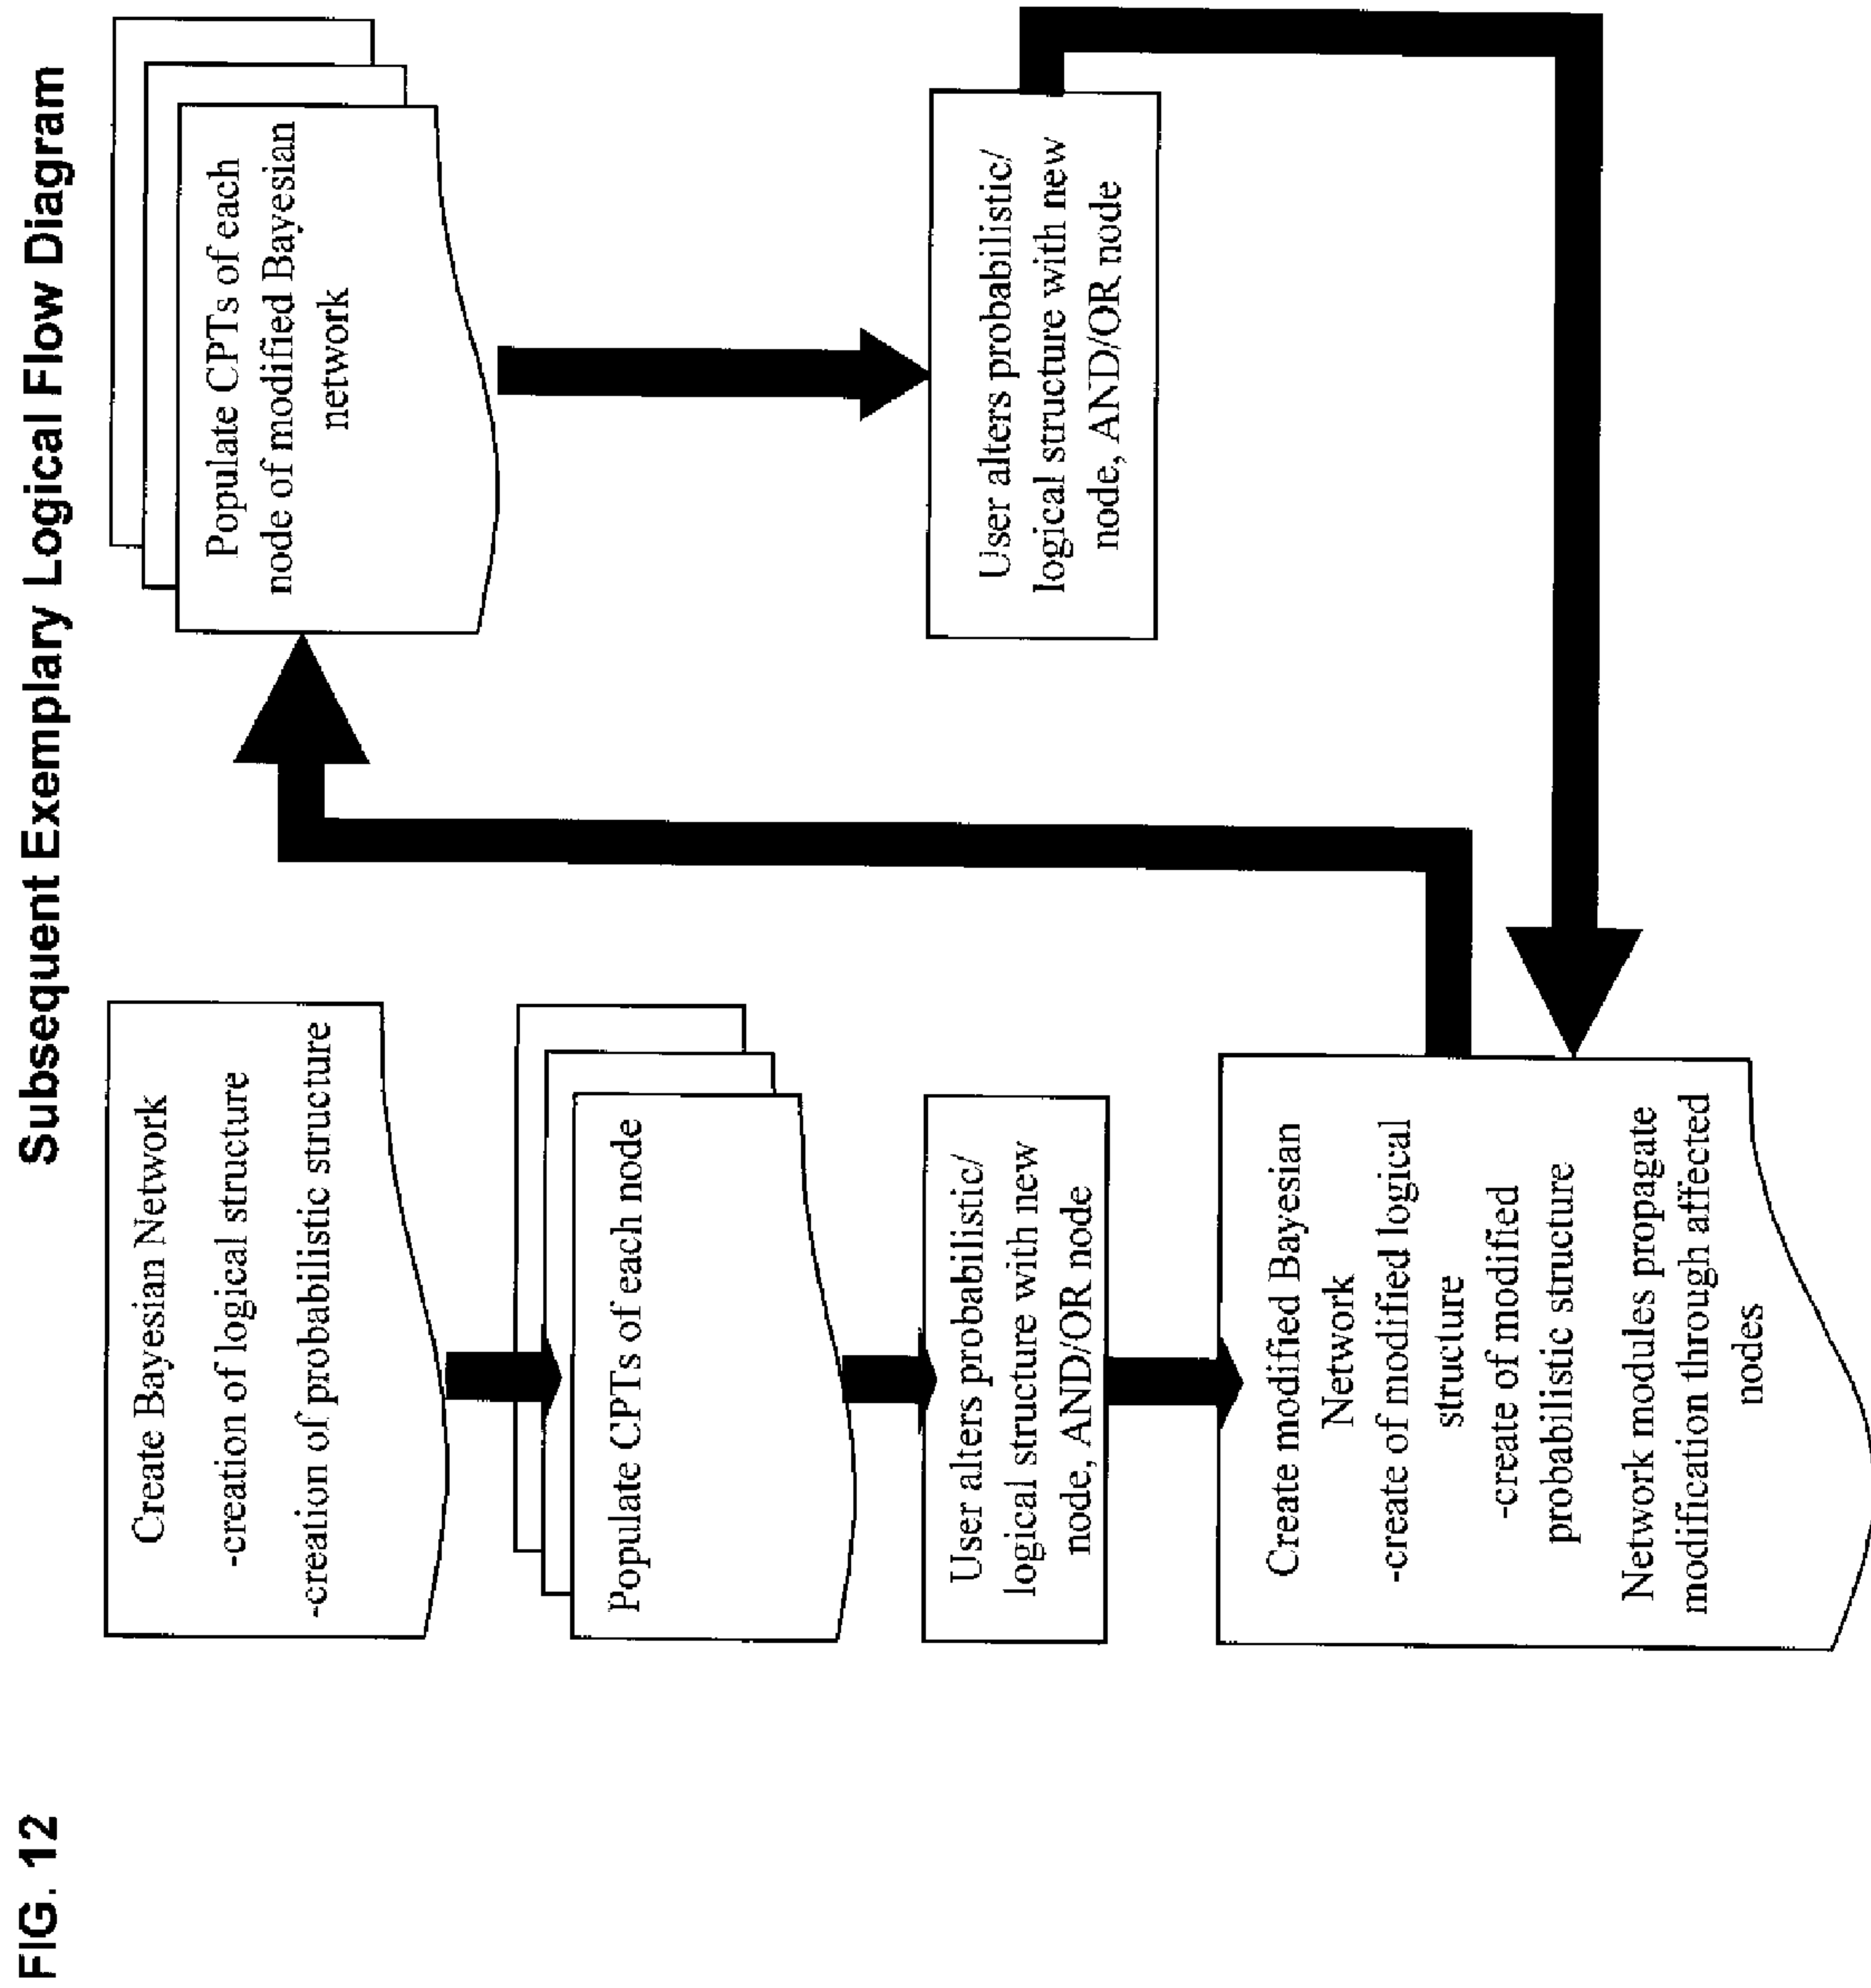 FIG. 12
Subsequent Exemplary Logical Flow Diagram
Create Bayesian Network
-creation of logical structure
-creation of probabilistic structure
Populate CPTs of each node
User alters probabilistic/
logical structure with new
node, AND/OR node
Create modified Bayesian
Network
-create of modified logical
structure
-create of modified
probabilistic structure
Network modules propagate
modification through affected
nodes
Populate CPTs of each
node of modified Bayesian
network
User alters probabilistic/
logical structure with new
node, AND/OR node